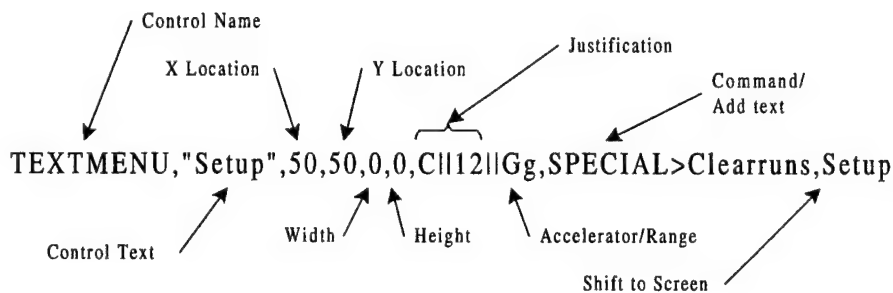 Control Name
Justification
X Location
Y Location
Command/
Add text
TEXTMENU,"Setup",50,50,0,0,C||12||Gg,SPECIAL>Clearruns,Setup
Width
Height
Accelerator/Range
Control Text
Shift to Screen